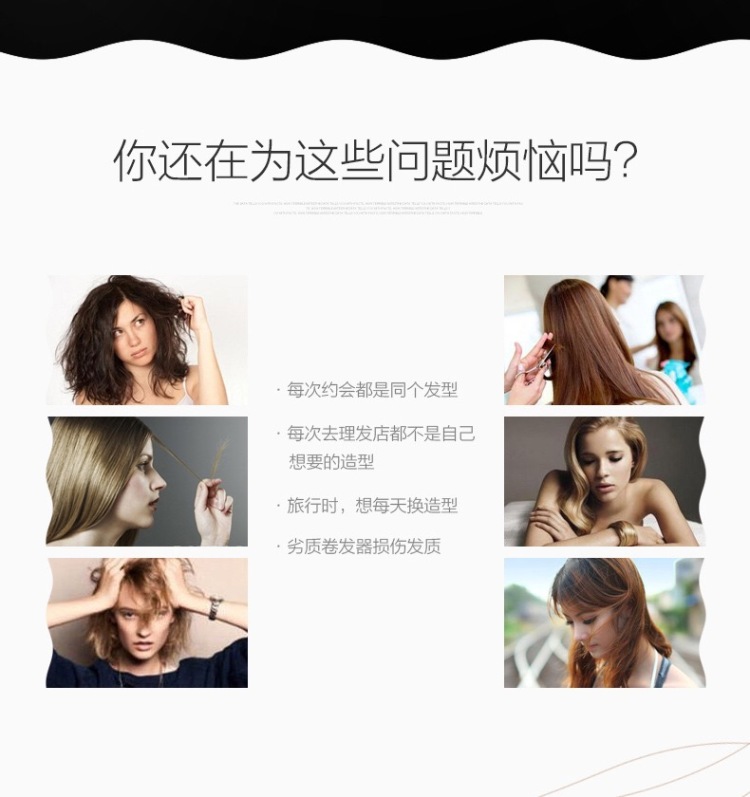 你还在为这些问题烦恼吗?
· 每次约会都是同个发型
· 每次去理发店都不是自己
想要的造型
· 旅行时，想每天换造型
· 劣质卷发器损伤发质